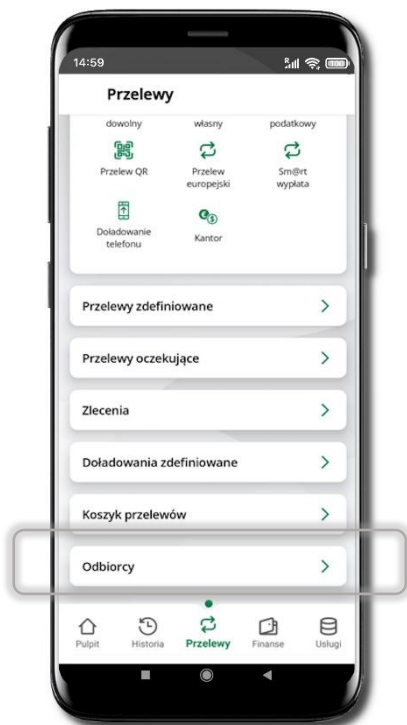 14:59
R
Przelewy
dowolny własny podatkowy
Przelew QR Przelew europejski Sm@rt wypłata
Doładowanie telefonu Kantor
Przelewy zdefiniowane
Przelewy oczekujące
Zlecenia
Doładowania zdefiniowane
Koszyk przelewów
Odbiorcy
Pulpit Historia Przelewy Finanse Usługi